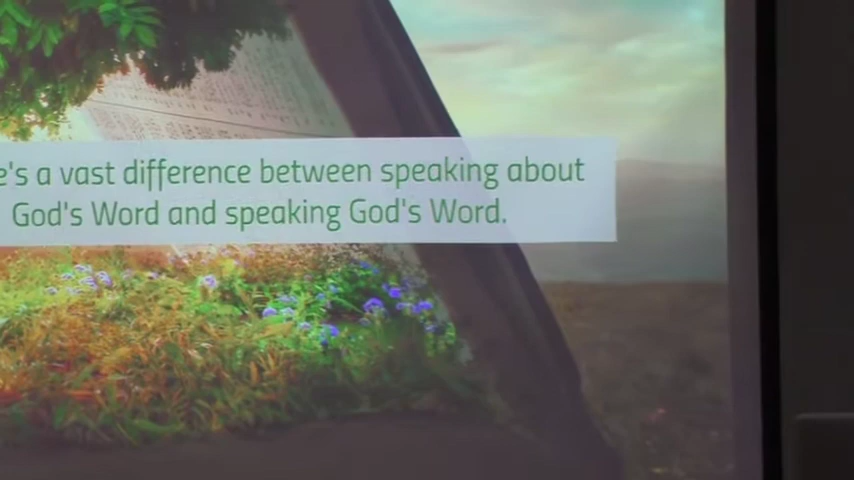 e's a vast difference between speaking about
God's Word and speaking God's Word.